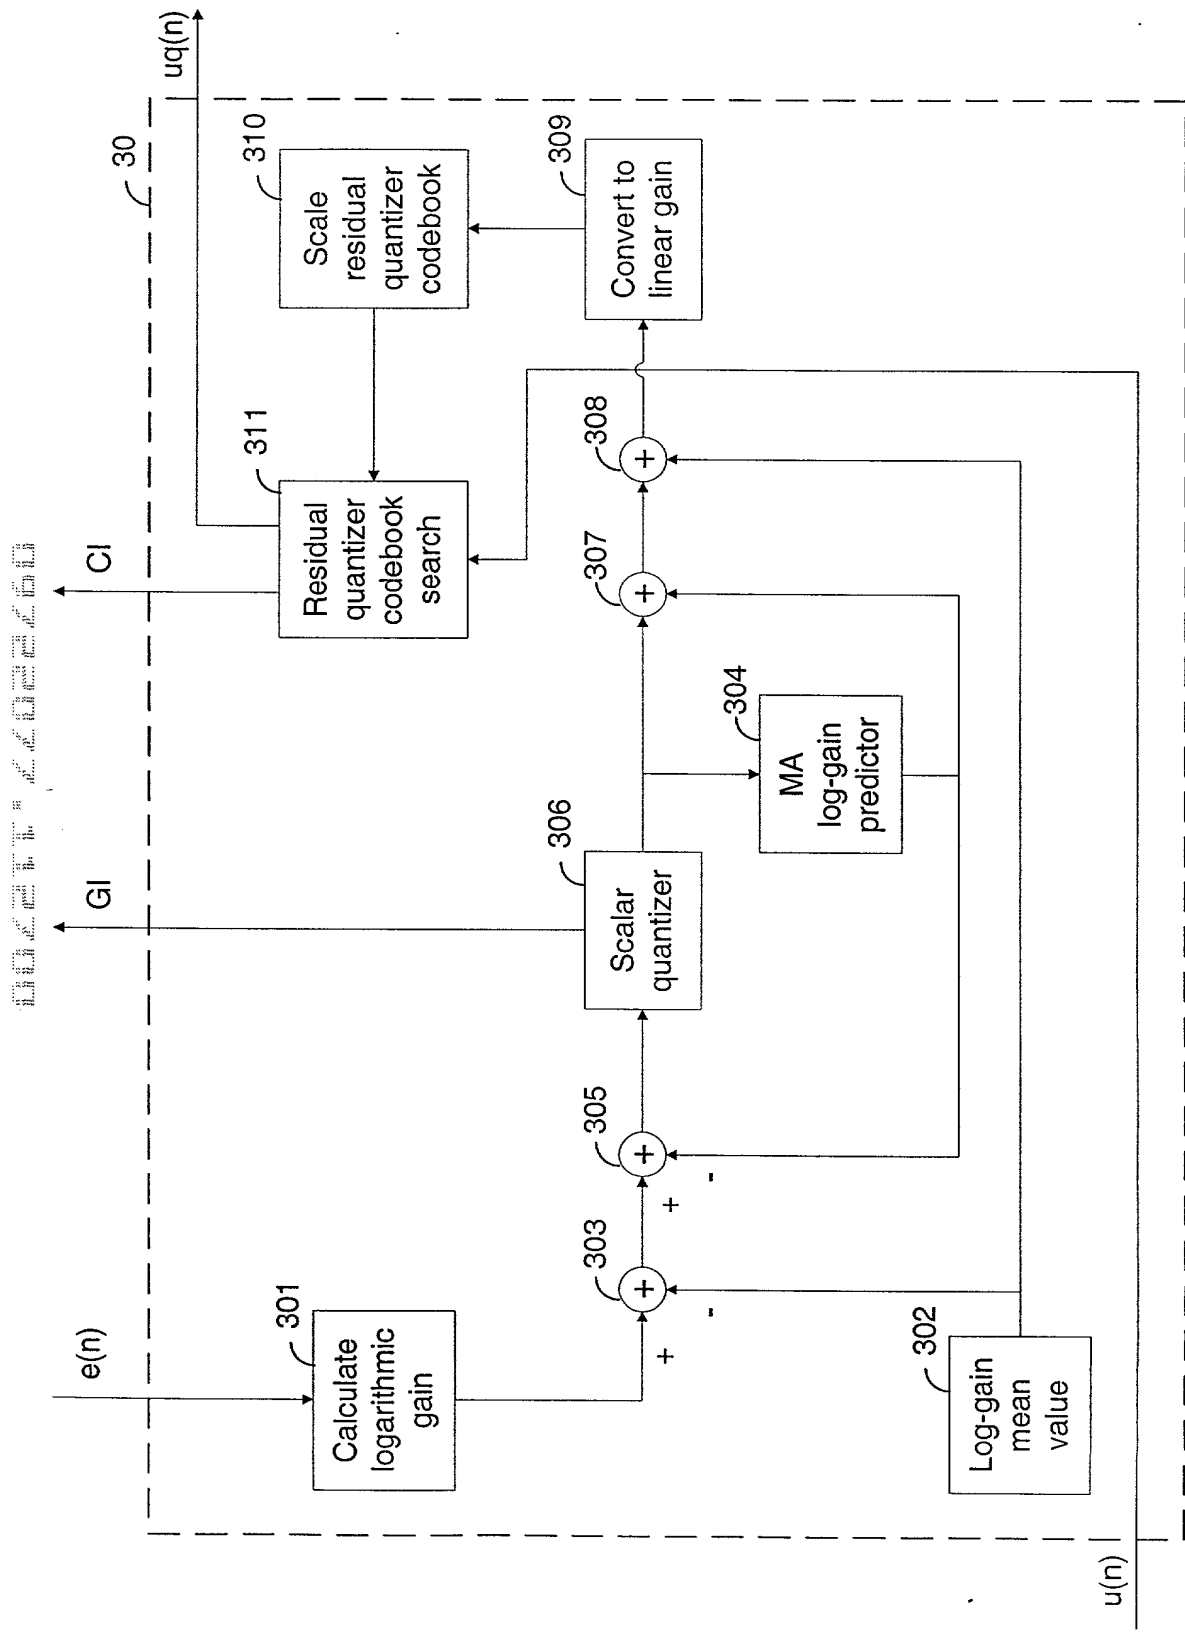 30
e(n)
GI
CI
uq(n)
u(n)
301
Calculate
logarithmic
gain
302
Log-gain
mean
value
303
+
+
-
305
+
+
-
306
Scalar
quantizer
304
MA
log-gain
predictor
307
+
308
+
309
Convert to
linear gain
310
Scale
residual
quantizer
codebook
311
Residual
quantizer
codebook
search